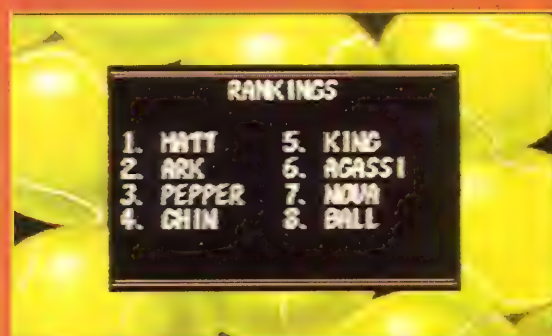 RANKINGS
1. MATT 5. KING
2. ARK 6. AGASSI
3. PEPPER 7. NOVA
4. CHIN 8. BALL